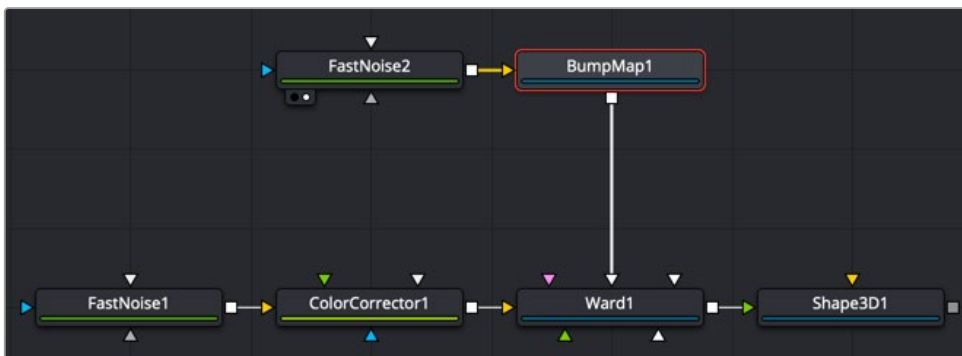 FastNoise2
BumpMap1
FastNoise1
ColorCorrector1
Ward1
Shape3D1